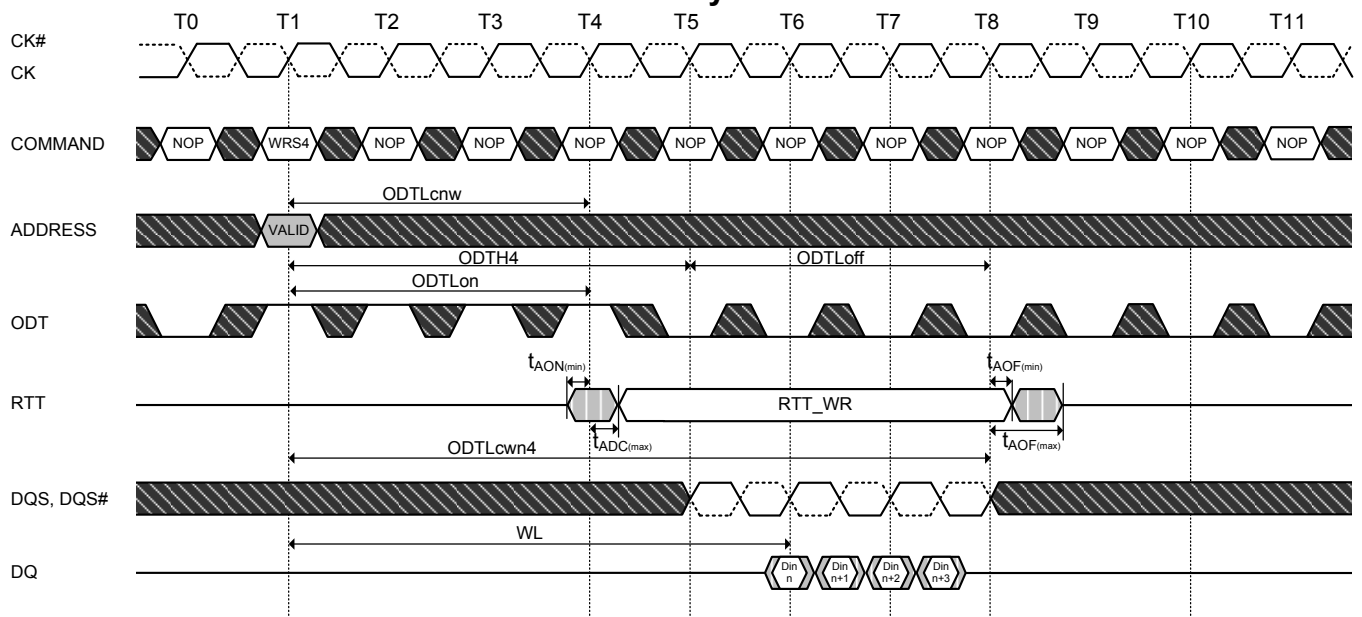 T0 T1 T2 T3 T4 T5 T6 T7 T8 T9 T10 T11
CK#
CK
COMMAND NOP WRS4 NOP NOP NOP NOP NOP NOP NOP NOP NOP NOP
ODTLcnw
ADDRESS VALID
ODTH4 ODTLoff
ODTLon
ODT
tAON(min) tAOF(min)
RTT RTT_WR
tADC(max) tAOF(max)
ODTLcwn4
DQS, DQS#
WL
DQ Din n Din n+1 Din n+2 Din n+3